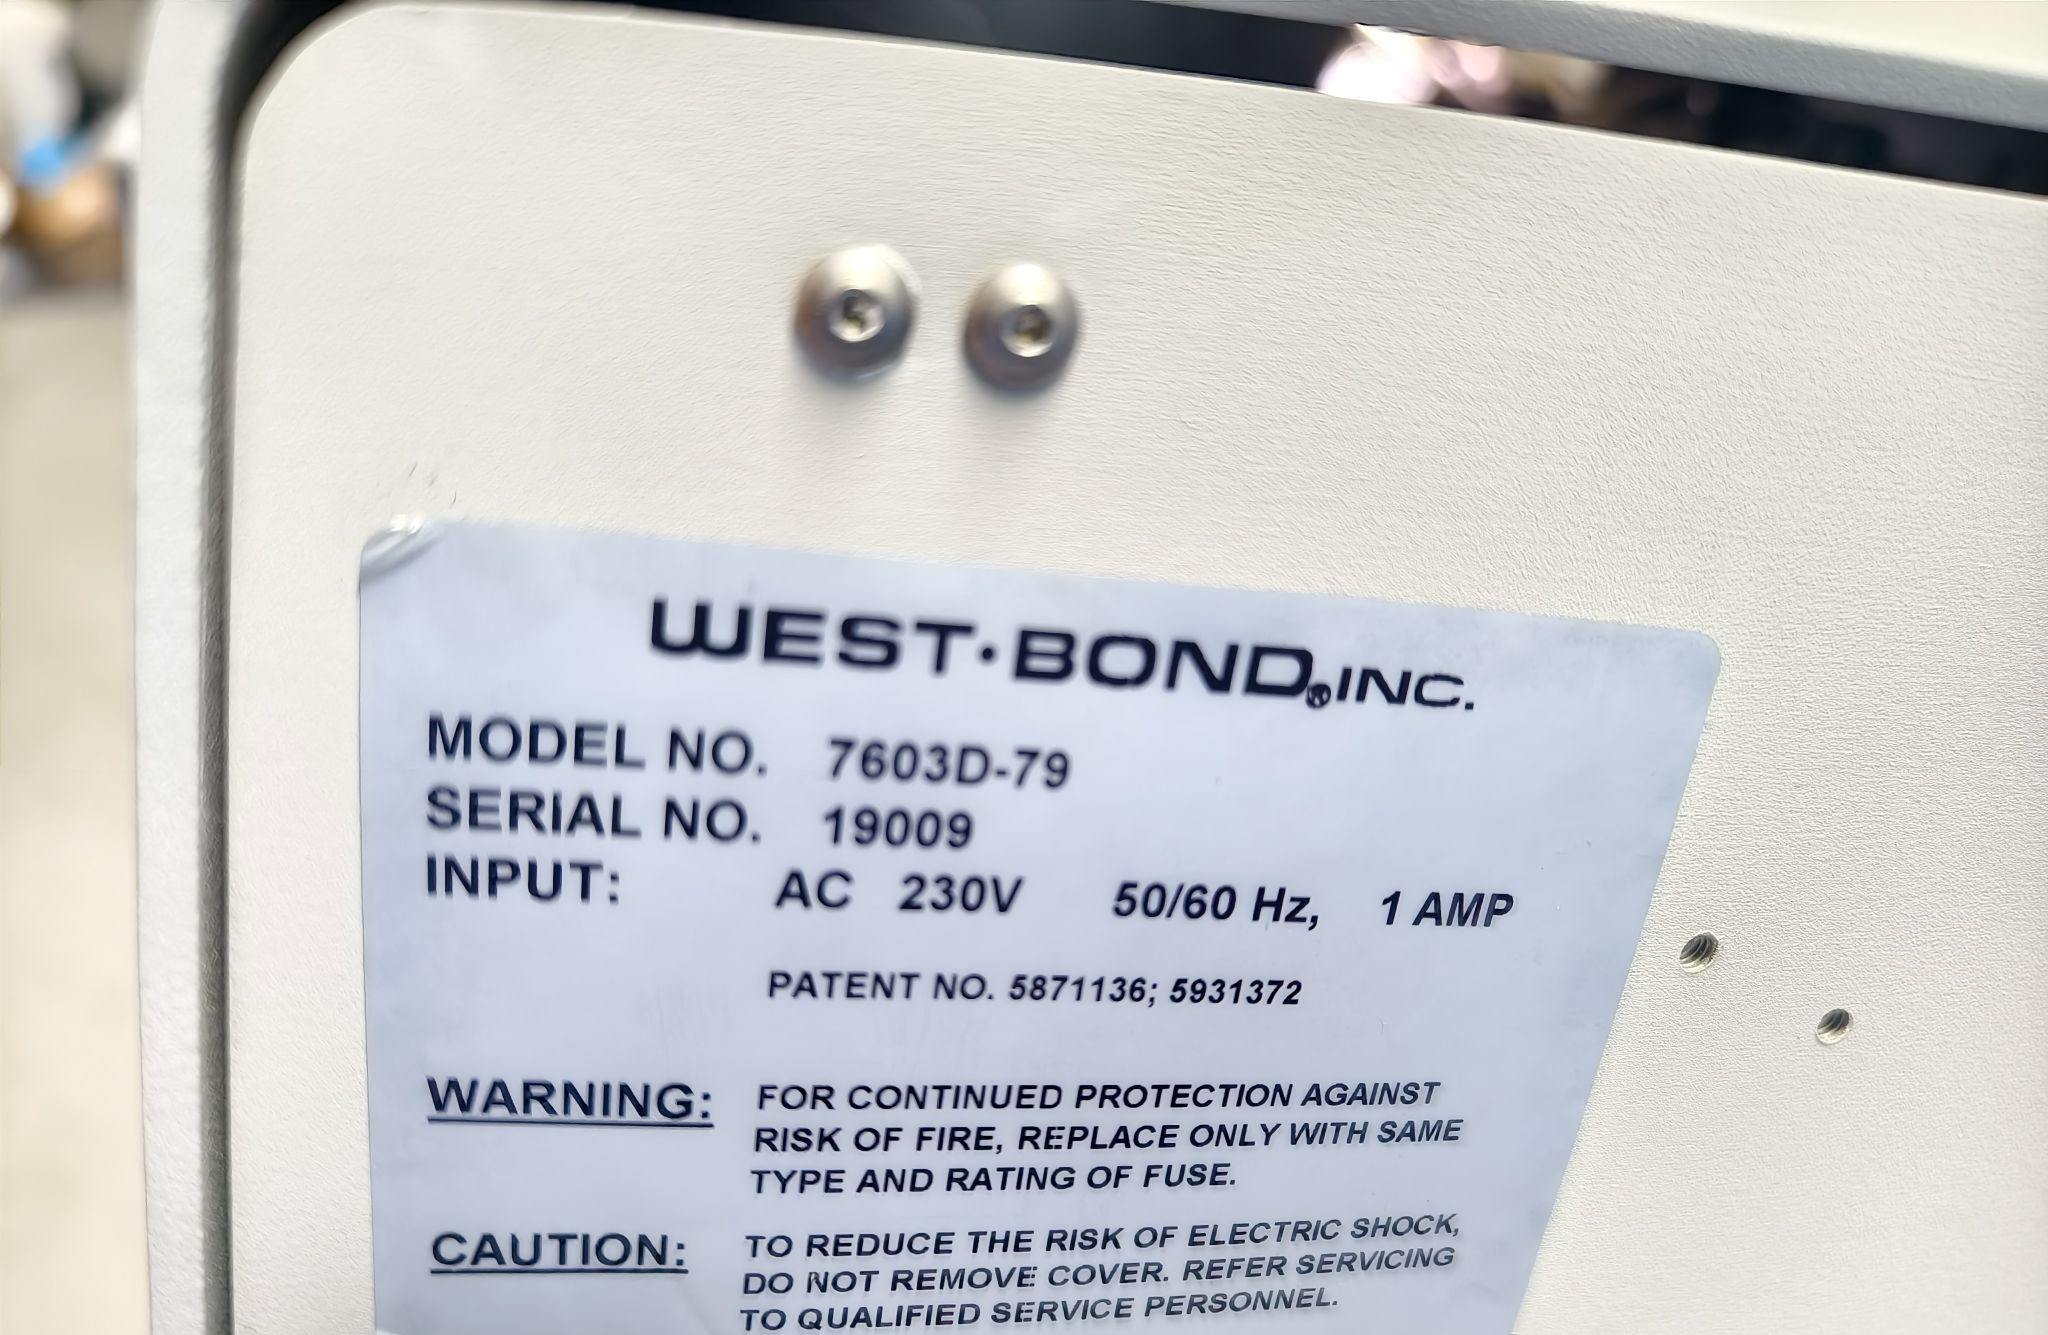 WEST·BOND® INC.
MODEL NO. 7603D-79
SERIAL NO. 19009
INPUT: AC 230V 50/60 Hz, 1 AMP
PATENT NO. 5871136; 5931372
WARNING: FOR CONTINUED PROTECTION AGAINST
RISK OF FIRE, REPLACE ONLY WITH SAME
TYPE AND RATING OF FUSE.
CAUTION: TO REDUCE THE RISK OF ELECTRIC SHOCK,
DO NOT REMOVE COVER. REFER SERVICING
TO QUALIFIED SERVICE PERSONNEL.